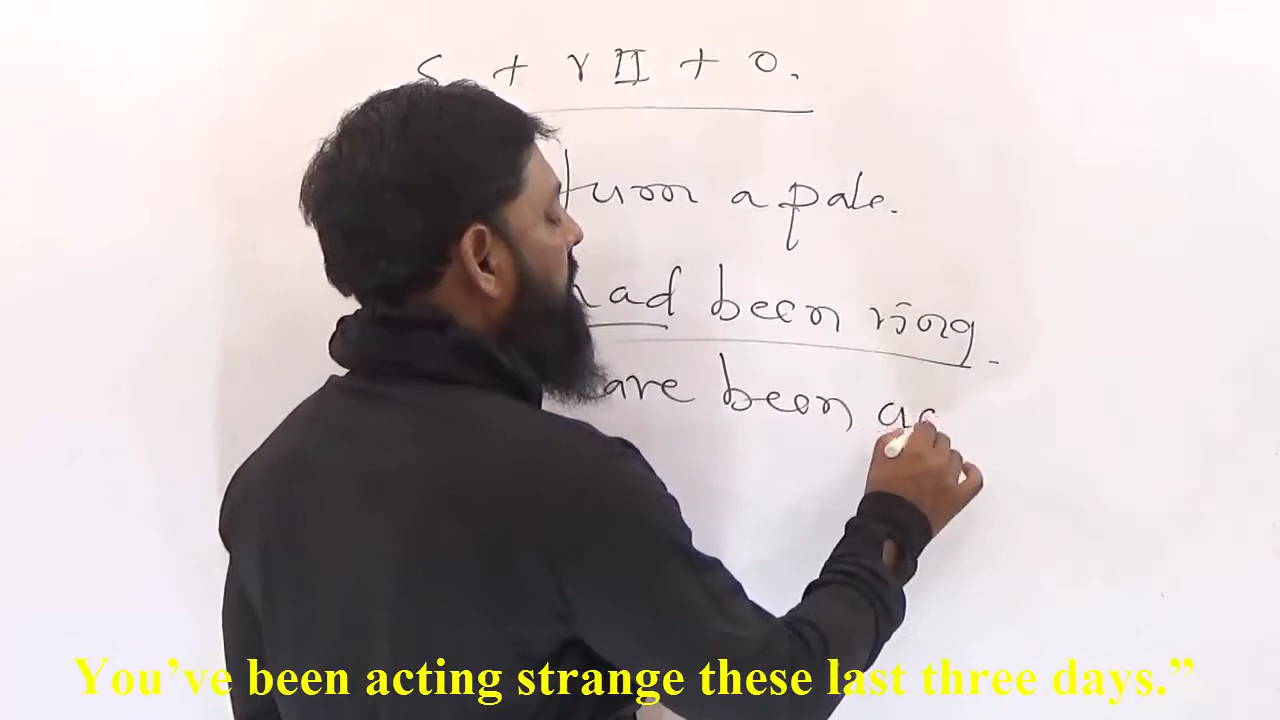 S + V II + O.
turn a pale.
had been ring.
are been ac
You’ve been acting strange these last three days.”